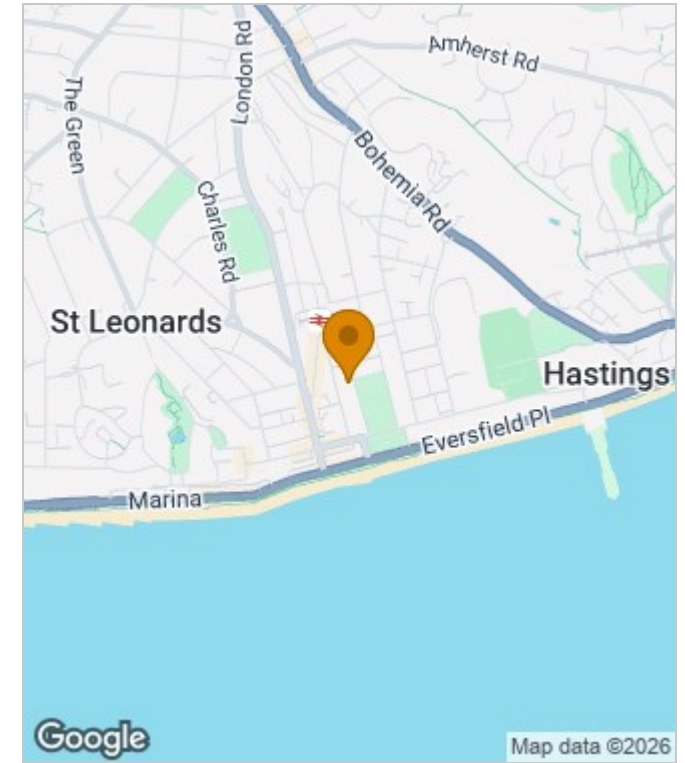 Amherst Rd
London Rd
The Green
Bohemia Rd
Charles Rd
St Leonards
Hastings
Eversfield Pl
Marina
Google
Map data ©2026